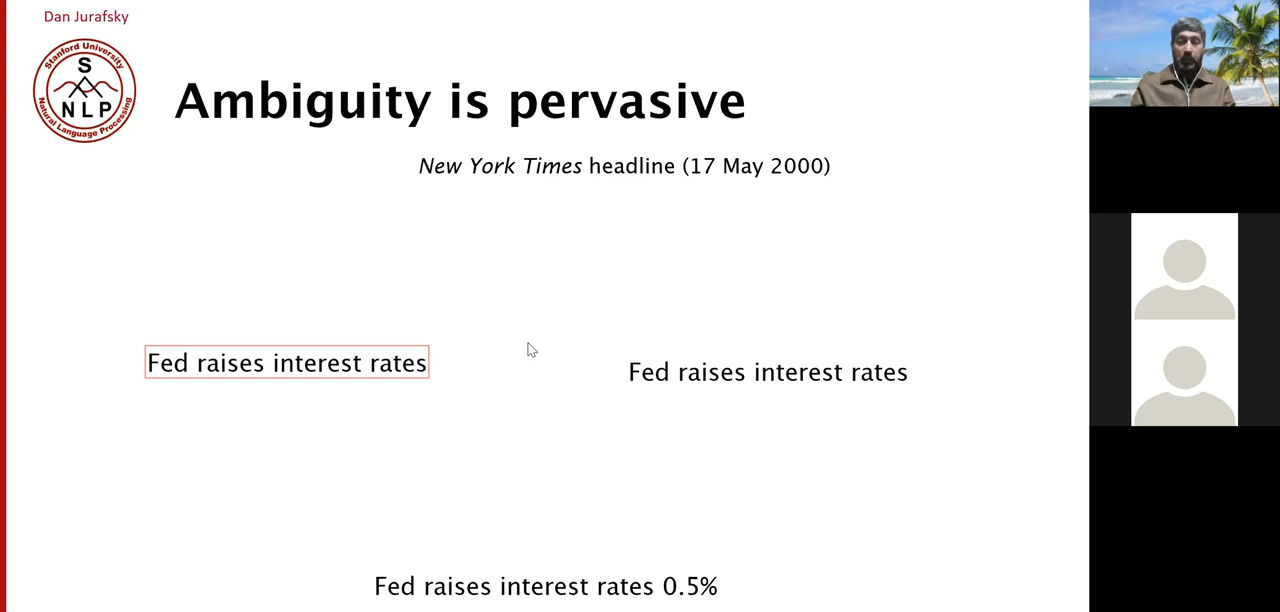 Dan Jurafsky
Stanford University
S
NLP
Natural Language Processing
Ambiguity is pervasive
New York Times headline (17 May 2000)
Fed raises interest rates
Fed raises interest rates
Fed raises interest rates 0.5%